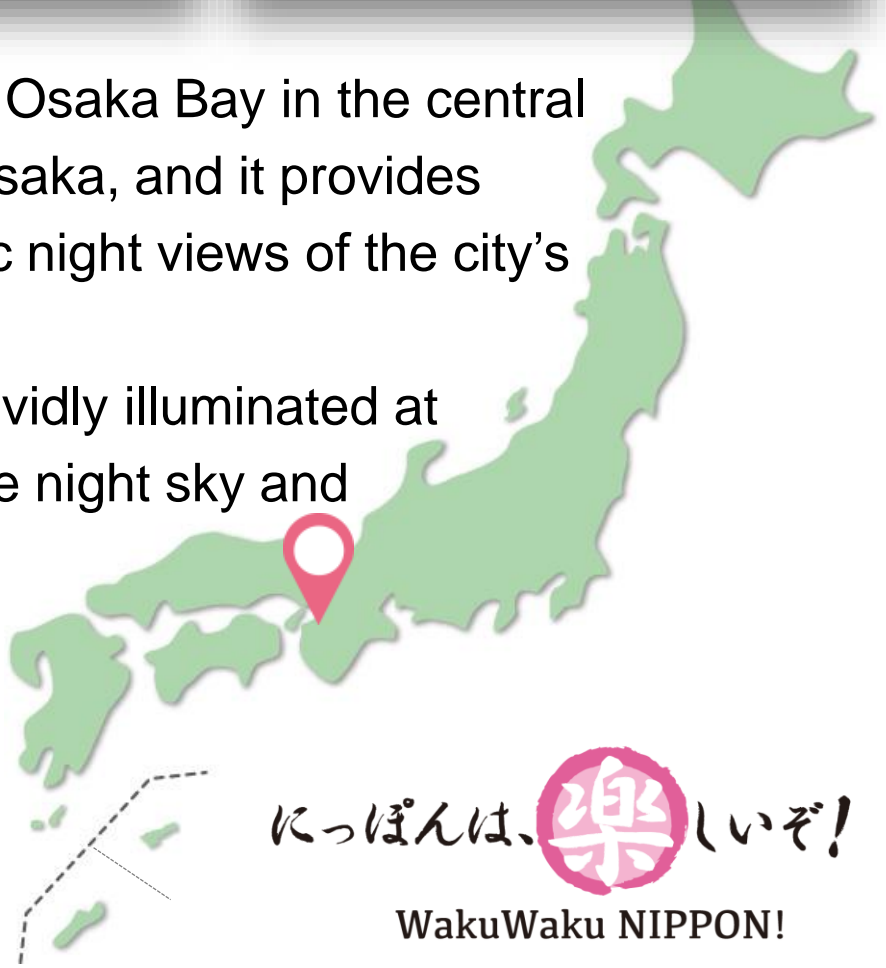 Osaka Bay in the central
saka, and it provides
c night views of the city’s
vidly illuminated at
e night sky and
にっぽんは、楽しいぞ!
WakuWaku NIPPON!